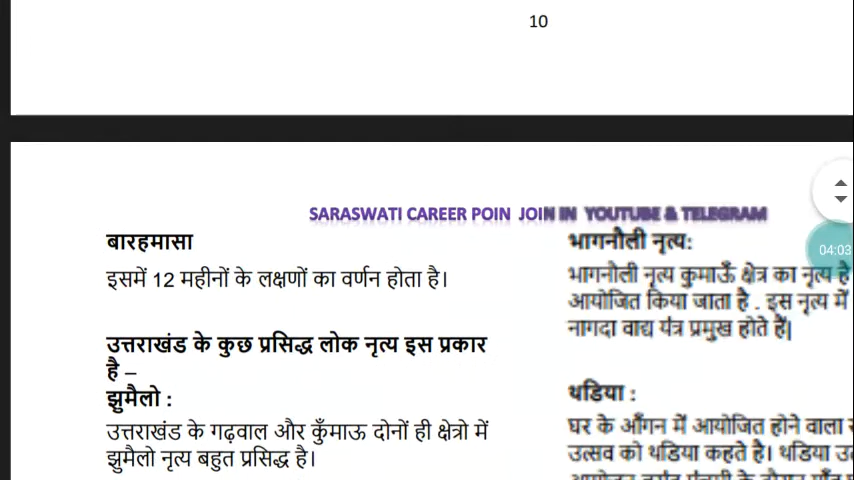 10
SARASWATI CAREER POIN JOIN IN YOUTUBE & TELEGRAM
बारहमासा
इसमें 12 महीनों के लक्षणों का वर्णन होता है।
उत्तराखंड के कुछ प्रसिद्ध लोक नृत्य इस प्रकार
है –
झुमैलो :
उत्तराखंड के गढ़वाल और कुँमाऊ दोनों ही क्षेत्रो में
झुमैलो नृत्य बहुत प्रसिद्ध है।
भागनौली नृत्य:
भागनौली नृत्य कुमाऊँ क्षेत्र का नृत्य है
आयोजित किया जाता है . इस नृत्य में
नागदा वाद्य यंत्र प्रमुख होते हैं|
थडिया :
घर के आँगन में आयोजित होने वाला
उत्सव को थडिया कहते है। थडिया
04:03